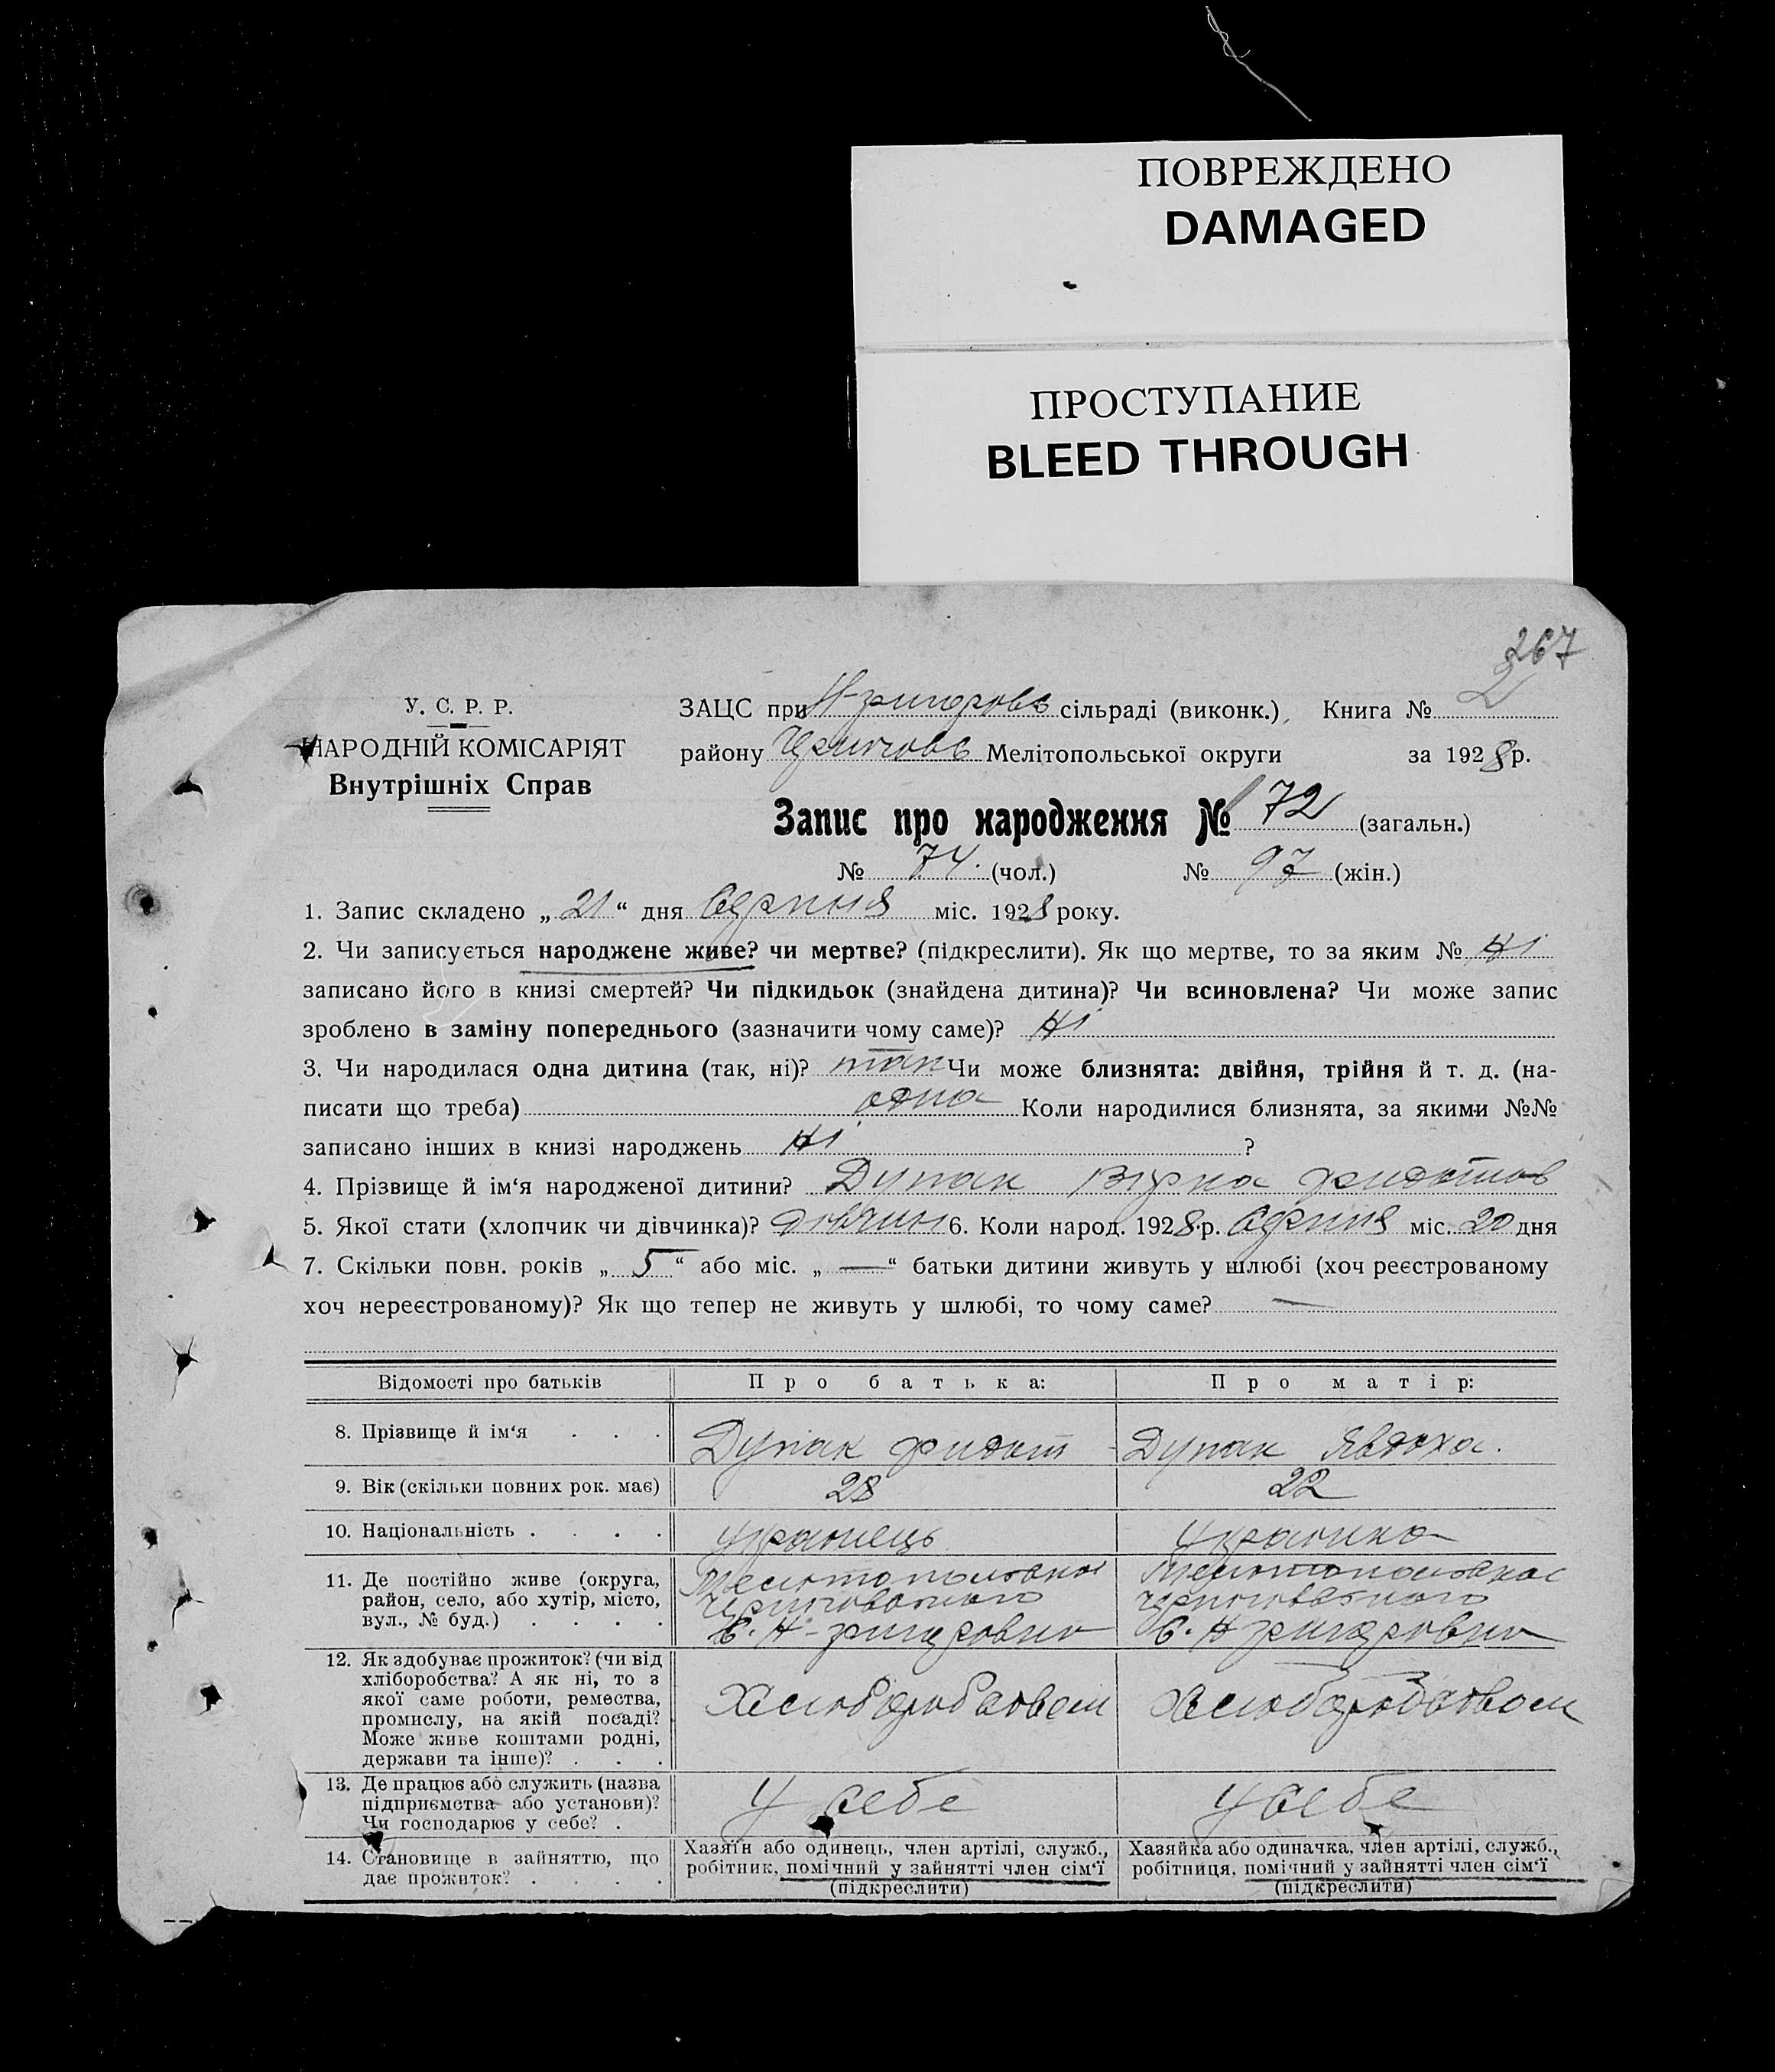 ПОВРЕЖДЕНО
DAMAGED
ПРОСТУПАНИЕ
BLEED THROUGH
267
У. С. Р. Р.
НАРОДНІЙ КОМІСАРІЯТ
Внутрішніх Справ
ЗАЦС при сільраді (виконк.), Книга № 2
району Мелітопольської округи за 1928 р.
Запис про народження № 72 (загальн.)
№ 74. (чол.) № 97 (жін.)
1. Запис складено „ 21 “ дня Серпня міс. 1928 року.
2. Чи записується народжене живе? чи мертве? (підкреслити). Як що мертве, то за яким № Ні
записано його в книзі смертей? Чи підкидьок (знайдена дитина)? Чи всиновлена? Чи може запис
зроблено в заміну попереднього (зазначити чому саме)? Ні
3. Чи народилася одна дитина (так, ні)? так Чи може близнята: двійня, трійня й т. д. (на-
писати що треба) одна Коли народилися близнята, за якими №№
записано інших в книзі народжень Ні ?
4. Прізвище й ім‘я народженої дитини? Дупак Вірка
5. Якої стати (хлопчик чи дівчинка)? дівчин 6. Коли народ. 1928 р. Серпня міс. 20 дня
7. Скільки повн. років „ 5 “ або міс. „ — “ батьки дитини живуть у шлюбі (хоч реєстрованому
хоч нереєстрованому)? Як що тепер не живуть у шлюбі, то чому саме? —
Відомості про батьків Про батька: Про матір:
8. Прізвище й ім‘я . . . Дупак Дупак Явдоха.
9. Вік (скільки повних рок. має) 28 22
10. Національність . . . . Українець Українка
11. Де постійно живе (округа,
район, село, або хутір, місто,
вул., № буд.) . . . .
12. Як здобуває прожиток? (чи від
хліборобства? А як ні, то з
якої саме роботи, ремества,
промислу, на якій посаді?
Може живе коштами родні,
держави та інше)? . . .
13. Де працює або служить (назва
підприємства або установи)?
Чи господарює у себе? .
У себе У себе
14. Становище в зайняттю, що
дає прожиток? . . . .
Хазяїн або одинець, член артілі, служб.,
робітник, помічний у зайнятті член сім‘ї
(підкреслити)
Хазяйка або одиначка, член артілі, служб.,
робітниця, помічний у зайнятті член сім‘ї
(підкреслити)